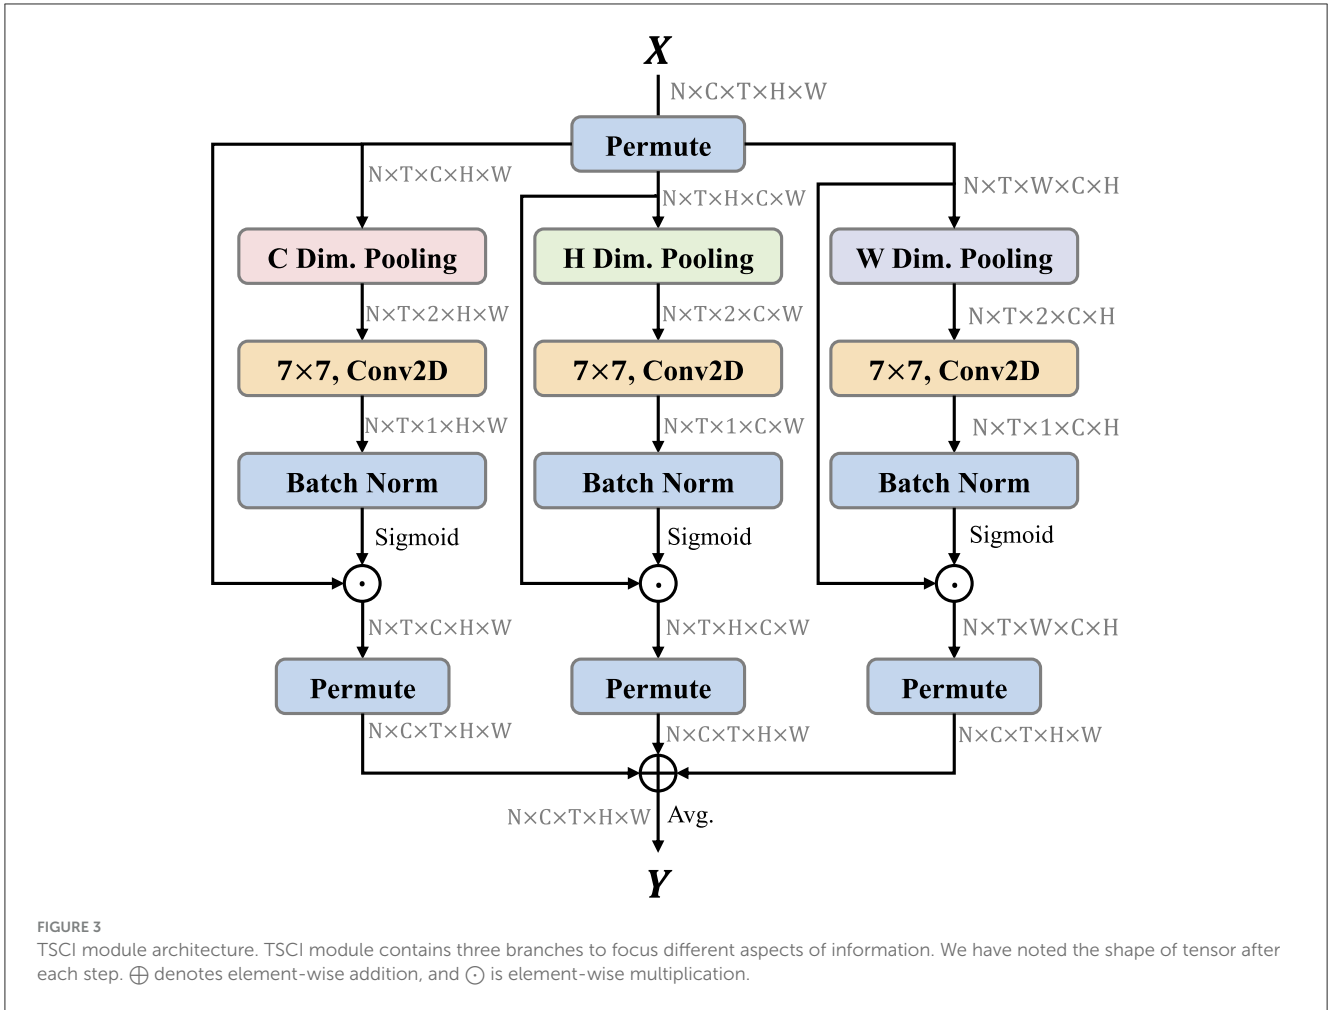 X
N×C×T×H×W
Permute
N×T×C×H×W
N×T×H×C×W
N×T×W×C×H
C Dim. Pooling
H Dim. Pooling
W Dim. Pooling
N×T×2×H×W
N×T×2×C×W
N×T×2×C×H
7×7, Conv2D
7×7, Conv2D
7×7, Conv2D
N×T×1×H×W
N×T×1×C×W
N×T×1×C×H
Batch Norm
Batch Norm
Batch Norm
Sigmoid
Sigmoid
Sigmoid
N×T×C×H×W
N×T×H×C×W
N×T×W×C×H
Permute
Permute
Permute
N×C×T×H×W
N×C×T×H×W
N×C×T×H×W
N×C×T×H×W
Avg.
Y
FIGURE 3
TSCI module architecture. TSCI module contains three branches to focus different aspects of information. We have noted the shape of tensor after
each step. ⊕ denotes element-wise addition, and ⊙ is element-wise multiplication.